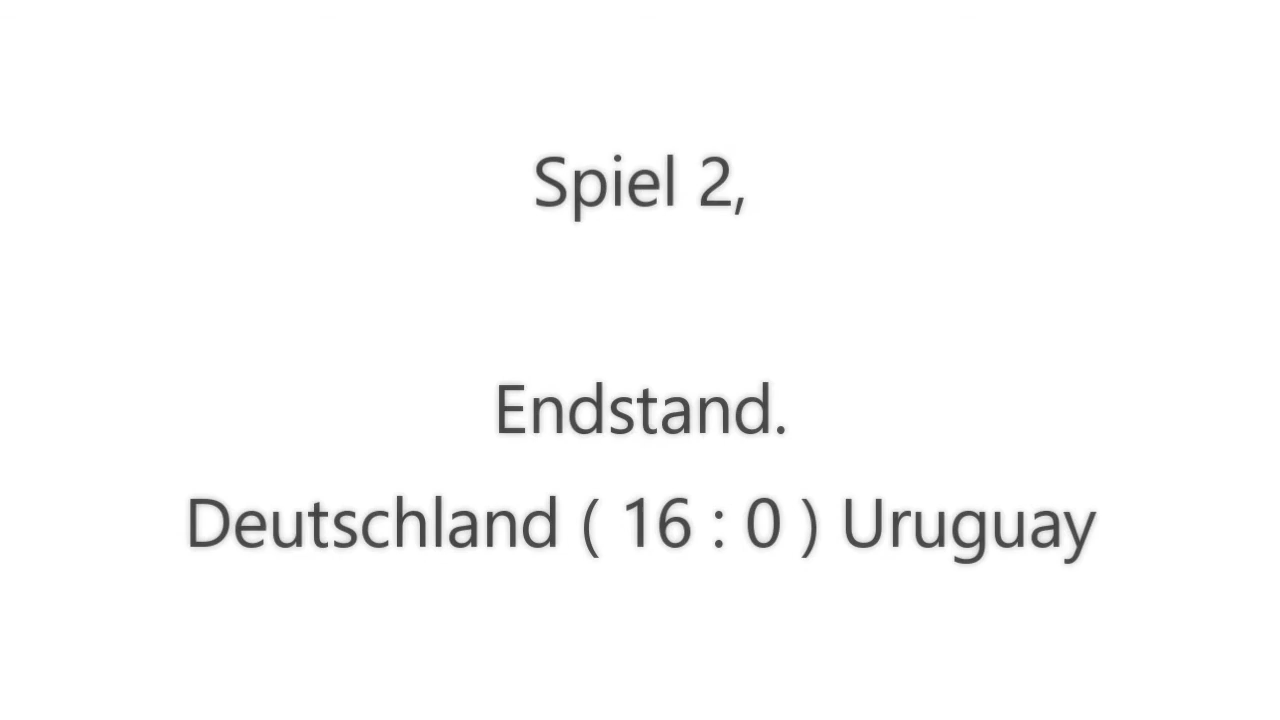 Spiel 2,
Endstand.
Deutschland ( 16 : 0 ) Uruguay